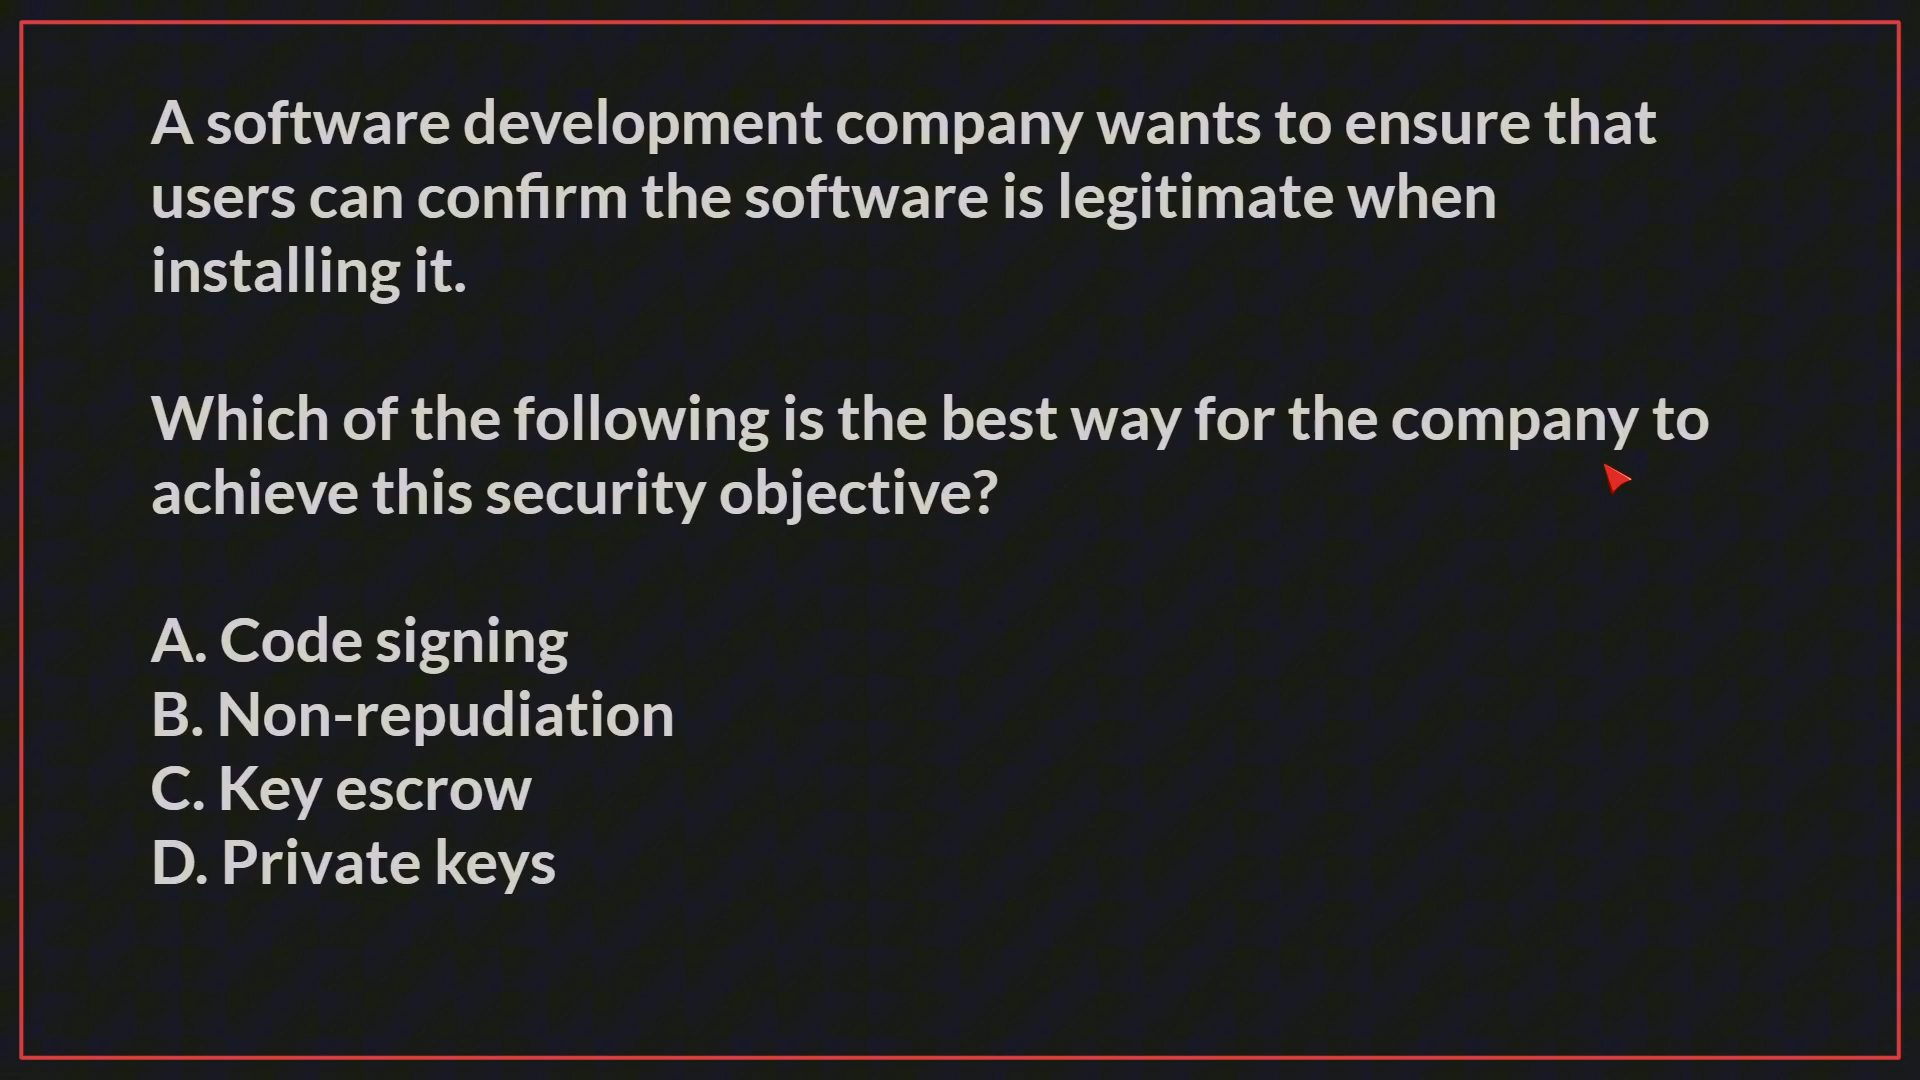 A software development company wants to ensure that
users can confirm the software is legitimate when
installing it.
Which of the following is the best way for the company to
achieve this security objective?
A. Code signing
B. Non-repudiation
C. Key escrow
D. Private keys